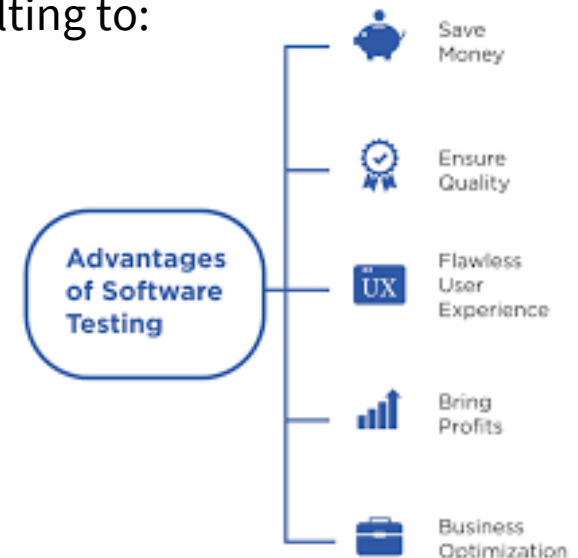 lting to:
Save
Money
Ensure
Quality
Advantages
of Software
Testing
Flawless
User
Experience
UX
Bring
Profits
Business
Optimization